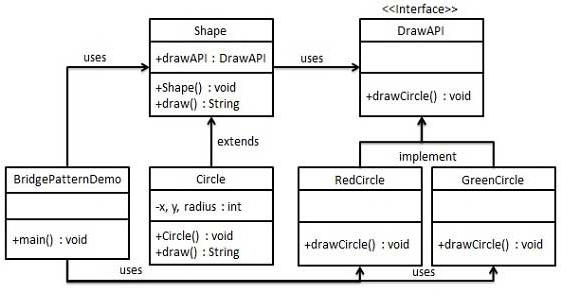 <<Interface>>
Shape
DrawAPI
uses
+drawAPI : DrawAPI
uses
+Shape() : void
+draw() : String
+drawCircle() : void
extends
implement
BridgePatternDemo
Circle
RedCircle
GreenCircle
-x, y, radius : int
+main() : void
+Circle() : void
+draw() : String
+drawCircle() : void
+drawCircle() : void
uses
uses